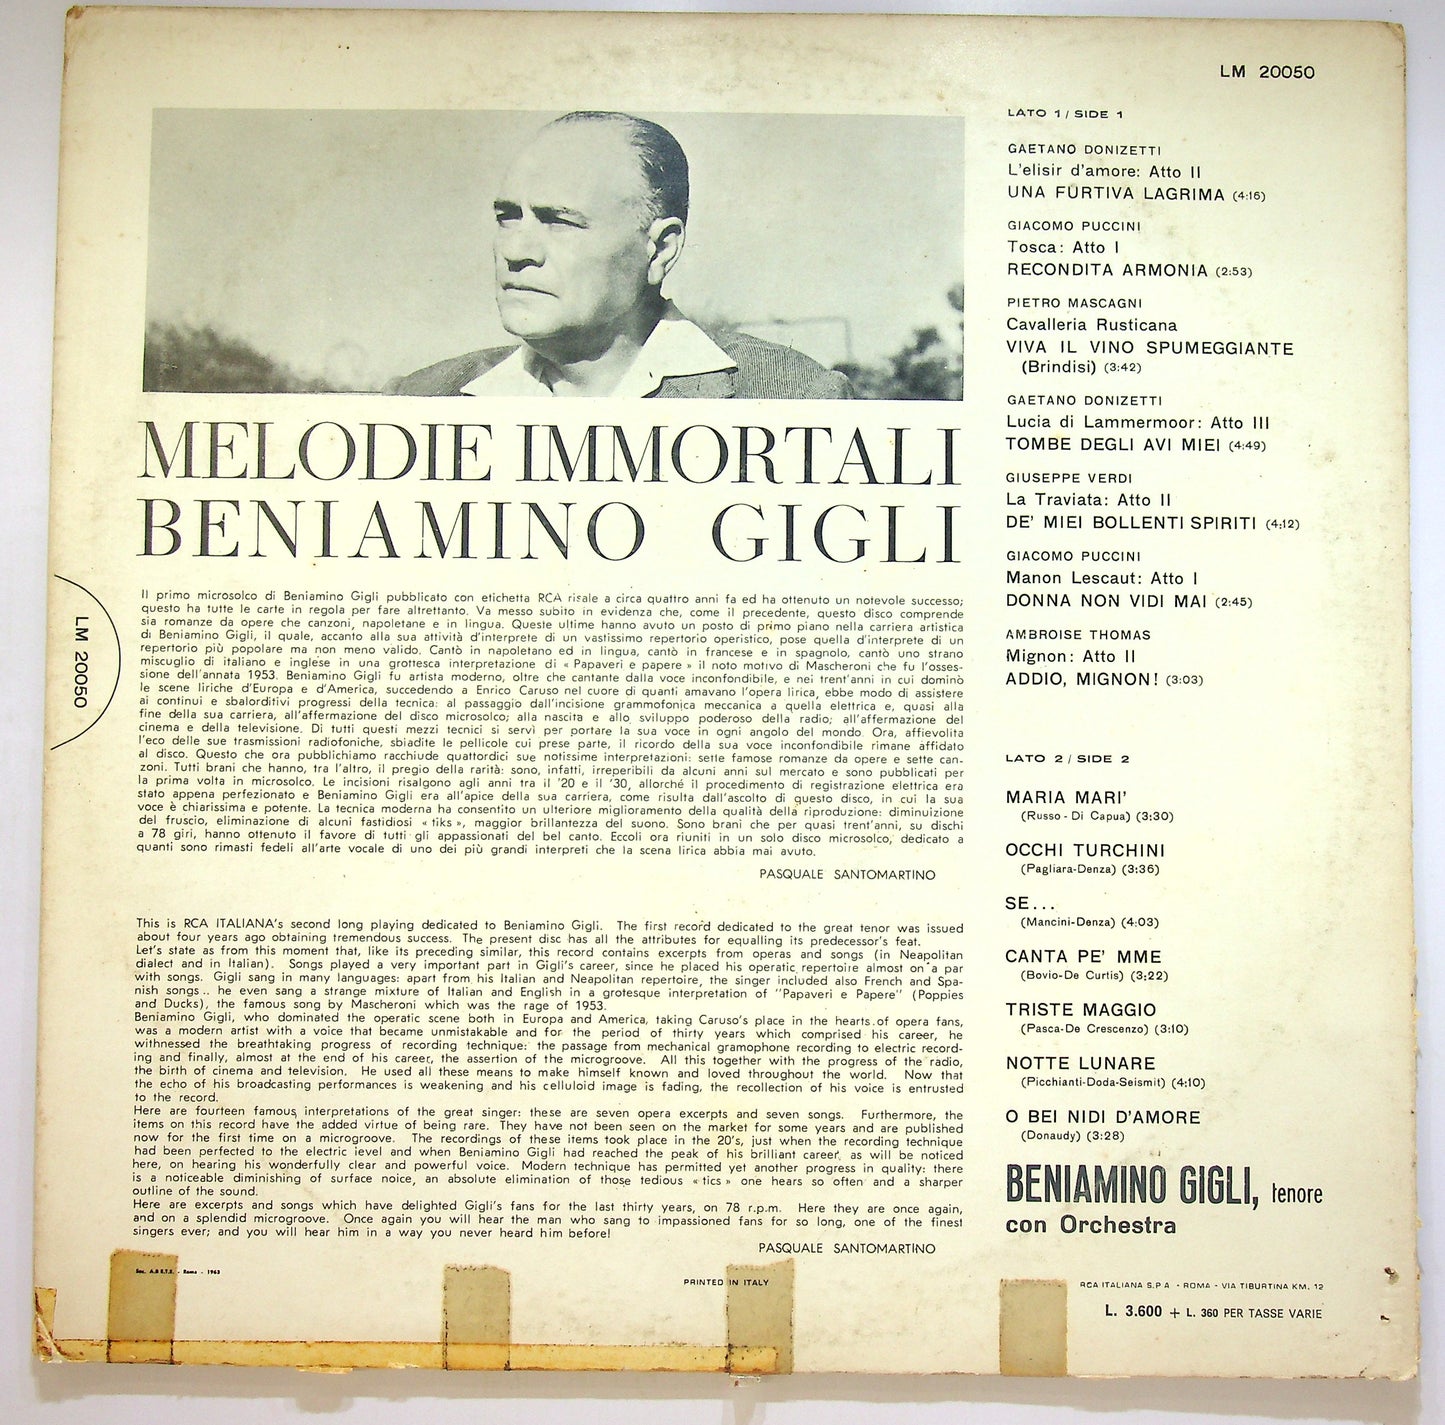 LM 20050
LATO 1 / SIDE 1
GAETANO DONIZETTI
L'elisir d'amore: Atto II
UNA FURTIVA LAGRIMA (4:16)
GIACOMO PUCCINI
Tosca: Atto I
RECONDITA ARMONIA (2:53)
PIETRO MASCAGNI
Cavalleria Rusticana
VIVA IL VINO SPUMEGGIANTE
(Brindisi) (3:42)
GAETANO DONIZETTI
Lucia di Lammermoor: Atto III
TOMBE DEGLI AVI MIEI (4:49)
GIUSEPPE VERDI
La Traviata: Atto II
DE' MIEI BOLLENTI SPIRITI (4:12)
GIACOMO PUCCINI
Manon Lescaut: Atto I
DONNA NON VIDI MAI (2:45)
AMBROISE THOMAS
Mignon: Atto II
ADDIO, MIGNON! (3:03)
LATO 2 / SIDE 2
MARIA MARI'
(Russo - Di Capua) (3:30)
OCCHI TURCHINI
(Pagliara-Denza) (3:36)
SE...
(Mancini-Denza) (4:03)
CANTA PE' MME
(Bovio-De Curtis) (3;22)
TRISTE MAGGIO
(Pasca-De Crescenzo) (3:10)
NOTTE LUNARE
(Picchianti-Doda-Seismit) (4:10)
O BEI NIDI D'AMORE
(Donaudy) (3:28)
BENIAMINO GIGLI, tenore
con Orchestra
MELODIE IMMORTALI
BENIAMINO GIGLI
LM 20050
Il primo microsolco di Beniamino Gigli pubblicato con etichetta RCA risale a circa quattro anni fa ed ha ottenuto un notevole successo;
questo ha tutte le carte in regola per fare altrettanto. Va messo subito in evidenza che, come il precedente, questo disco comprende
sia romanze da opere che canzoni, napoletane e in lingua. Queste ultime hanno avuto un posto di primo piano nella carriera artistica
di Beniamino Gigli, il quale, accanto alla sua attività d'interprete di un vastissimo repertorio operistico, pose quella d'interprete di un
repertorio più popolare ma non meno valido. Cantò in napoletano ed in lingua, cantò in francese e in spagnolo, cantò uno strano
miscuglio di italiano e inglese in una grottesca interpretazione di « Papaveri e papere » il noto motivo di Mascheroni che fu l'osses-
sione dell'annata 1953. Beniamino Gigli fu artista moderno, oltre che cantante dalla voce inconfondibile, e nei trent'anni in cui dominò
le scene liriche d'Europa e d'America, succedendo a Enrico Caruso nel cuore di quanti amavano l'opera lirica, ebbe modo di assistere
ai continui e sbalorditivi progressi della tecnica: al passaggio dall'incisione grammofonica meccanica a quella elettrica e, quasi alla
fine della sua carriera, all'affermazione del disco microsolco; alla nascita e allo sviluppo poderoso della radio; all'affermazione del
cinema e della televisione. Di tutti questi mezzi tecnici si servì per portare la sua voce in ogni angolo del mondo. Ora, affievolita
l'eco delle sue trasmissioni radiofoniche, sbiadite le pellicole cui prese parte, il ricordo della sua voce inconfondibile rimane affidato
al disco. Questo che ora pubblichiamo racchiude quattordici sue notissime interpretazioni: sette famose romanze da opere e sette can-
zoni. Tutti brani che hanno, tra l'altro, il pregio della rarità: sono, infatti, irreperibili da alcuni anni sul mercato e sono pubblicati per
la prima volta in microsolco. Le incisioni risalgono agli anni tra il '20 e il '30, allorché il procedimento di registrazione elettrica era
stato appena perfezionato e Beniamino Gigli era all'apice della sua carriera, come risulta dall'ascolto di questo disco, in cui la sua
voce è chiarissima e potente. La tecnica moderna ha consentito un ulteriore miglioramento della qualità della riproduzione: diminuizione
del fruscio, eliminazione di alcuni fastidiosi « tiks », maggior brillantezza del suono. Sono brani che per quasi trent'anni, su dischi
a 78 giri, hanno ottenuto il favore di tutti gli appassionati del bel canto. Eccoli ora riuniti in un solo disco microsolco, dedicato a
quanti sono rimasti fedeli all'arte vocale di uno dei più grandi interpreti che la scena lirica abbia mai avuto.
PASQUALE SANTOMARTINO
This is RCA ITALIANA's second long playing dedicated to Beniamino Gigli. The first record dedicated to the great tenor was issued
about four years ago obtaining tremendous success. The present disc has all the attributes for equalling its predecessor's feat.
Let's state as from this moment that, like its preceding similar, this record contains excerpts from operas and songs (in Neapolitan
dialect and in Italian). Songs played a very important part in Gigli's career, since he placed his operatic repertoire almost on a par
with songs. Gigli sang in many languages: apart from his Italian and Neapolitan repertoire, the singer included also French and Spa-
nish songs.. he even sang a strange mixture of Italian and English in a grotesque interpretation of "Papaveri e Papere" (Poppies
and Ducks), the famous song by Mascheroni which was the rage of 1953.
Beniamino Gigli, who dominated the operatic scene both in Europa and America, taking Caruso's place in the hearts of opera fans,
was a modern artist with a voice that became unmistakable and for the period of thirty years which comprised his career, he
withnessed the breathtaking progress of recording technique: the passage from mechanical gramophone recording to electric record-
ing and finally, almost at the end of his career, the assertion of the microgroove. All this together with the progress of the radio,
the birth of cinema and television. He used all these means to make himself known and loved throughout the world. Now that
the echo of his broadcasting performances is weakening and his celluloid image is fading, the recollection of his voice is entrusted
to the record.
Here are fourteen famous interpretations of the great singer: these are seven opera excerpts and seven songs. Furthermore, the
items on this record have the added virtue of being rare. They have not been seen on the market for some years and are published
now for the first time on a microgroove. The recordings of these items took place in the 20's, just when the recording technique
had been perfected to the electric level and when Beniamino Gigli had reached the peak of his brilliant career, as will be noticed
here, on hearing his wonderfully clear and powerful voice. Modern technique has permitted yet another progress in quality: there
is a noticeable diminishing of surface noice, an absolute elimination of those tedious « tics » one hears so often and a sharper
outline of the sound.
Here are excerpts and songs which have delighted Gigli's fans for the last thirty years, on 78 r.p.m. Here they are once again,
and on a splendid microgroove. Once again you will hear the man who sang to impassioned fans for so long, one of the finest
singers ever; and you will hear him in a way you never heard him before!
PASQUALE SANTOMARTINO
Soc. A.B.E.T.E. - Roma - 1963
PRINTED IN ITALY
RCA ITALIANA S.P.A - ROMA - VIA TIBURTINA KM. 12
L. 3.600 + L. 360 PER TASSE VARIE